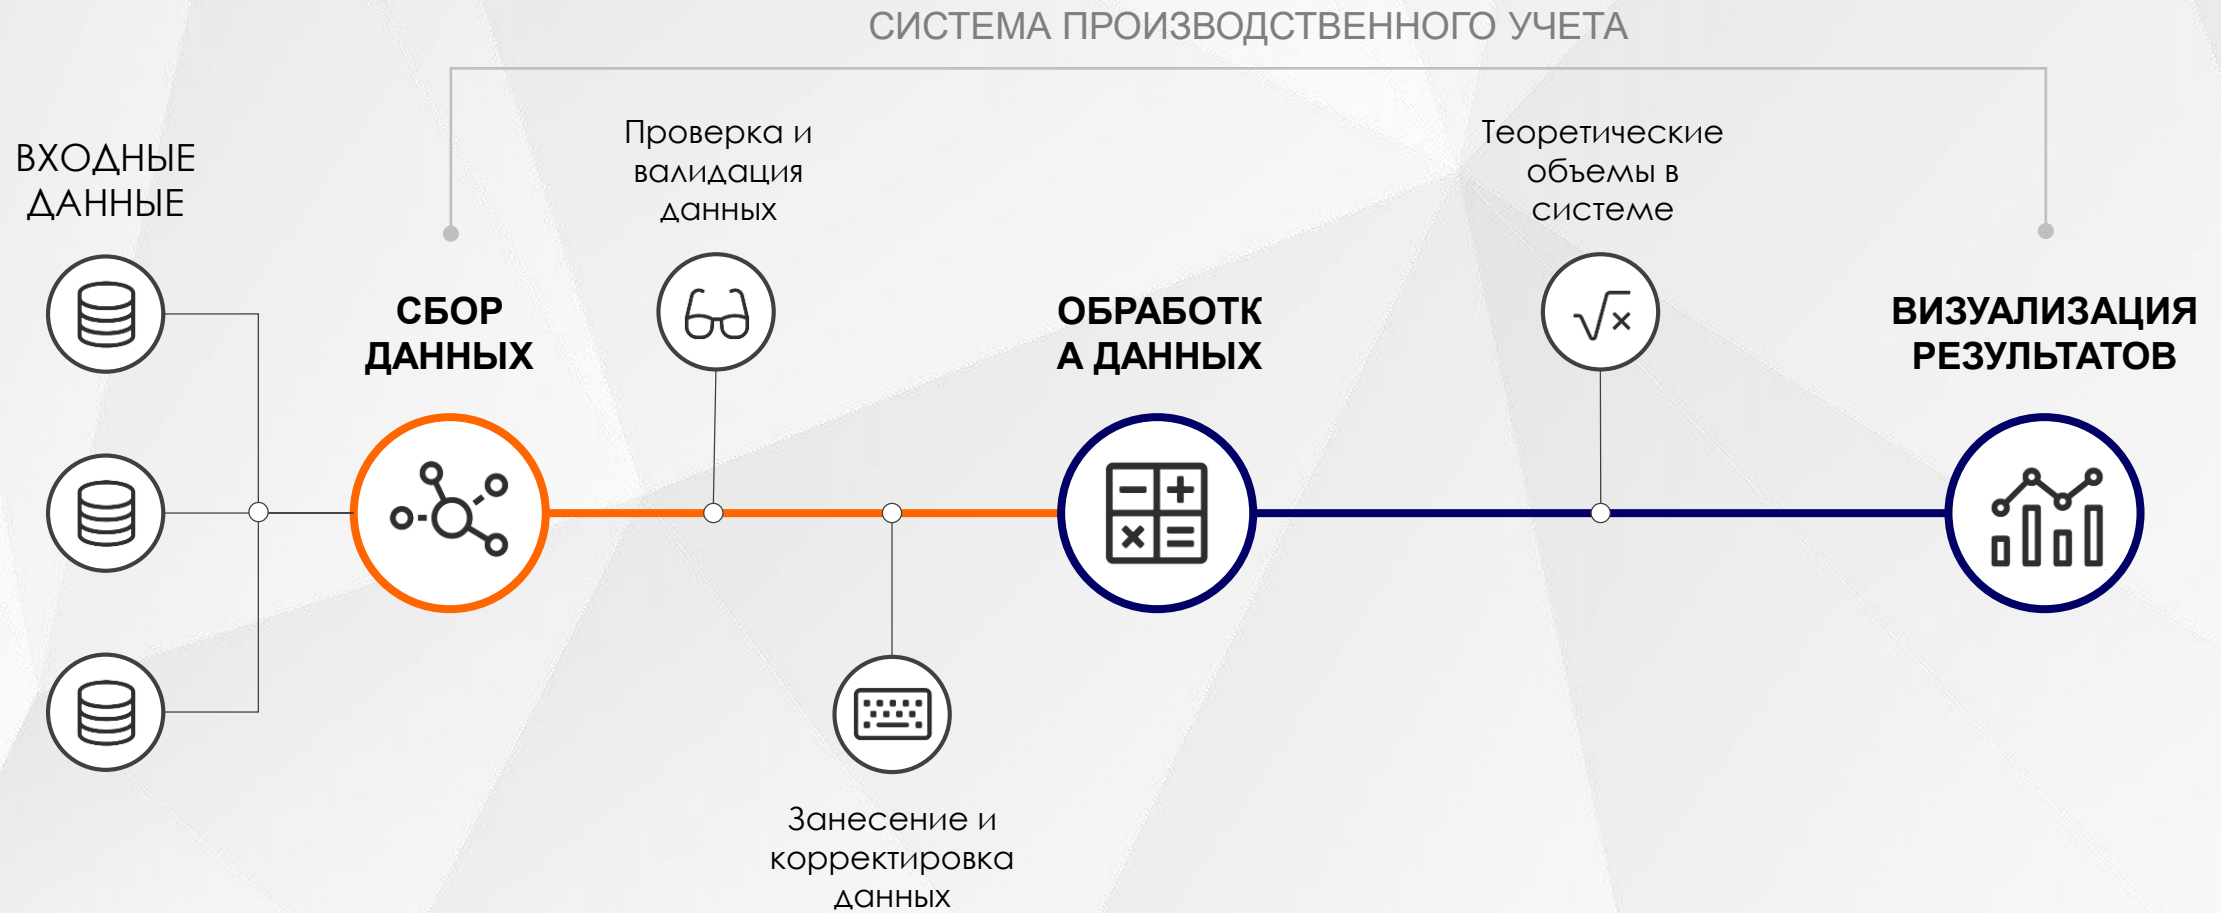 СИСТЕМА ПРОИЗВОДСТВЕННОГО УЧЕТА
ВХОДНЫЕ
ДАННЫЕ
СБОР
ДАННЫХ
Проверка и
валидация
данных
Занесение и
корректировка
данных
ОБРАБОТК
А ДАННЫХ
Теоретические
объемы в
системе
ВИЗУАЛИЗАЦИЯ
РЕЗУЛЬТАТОВ